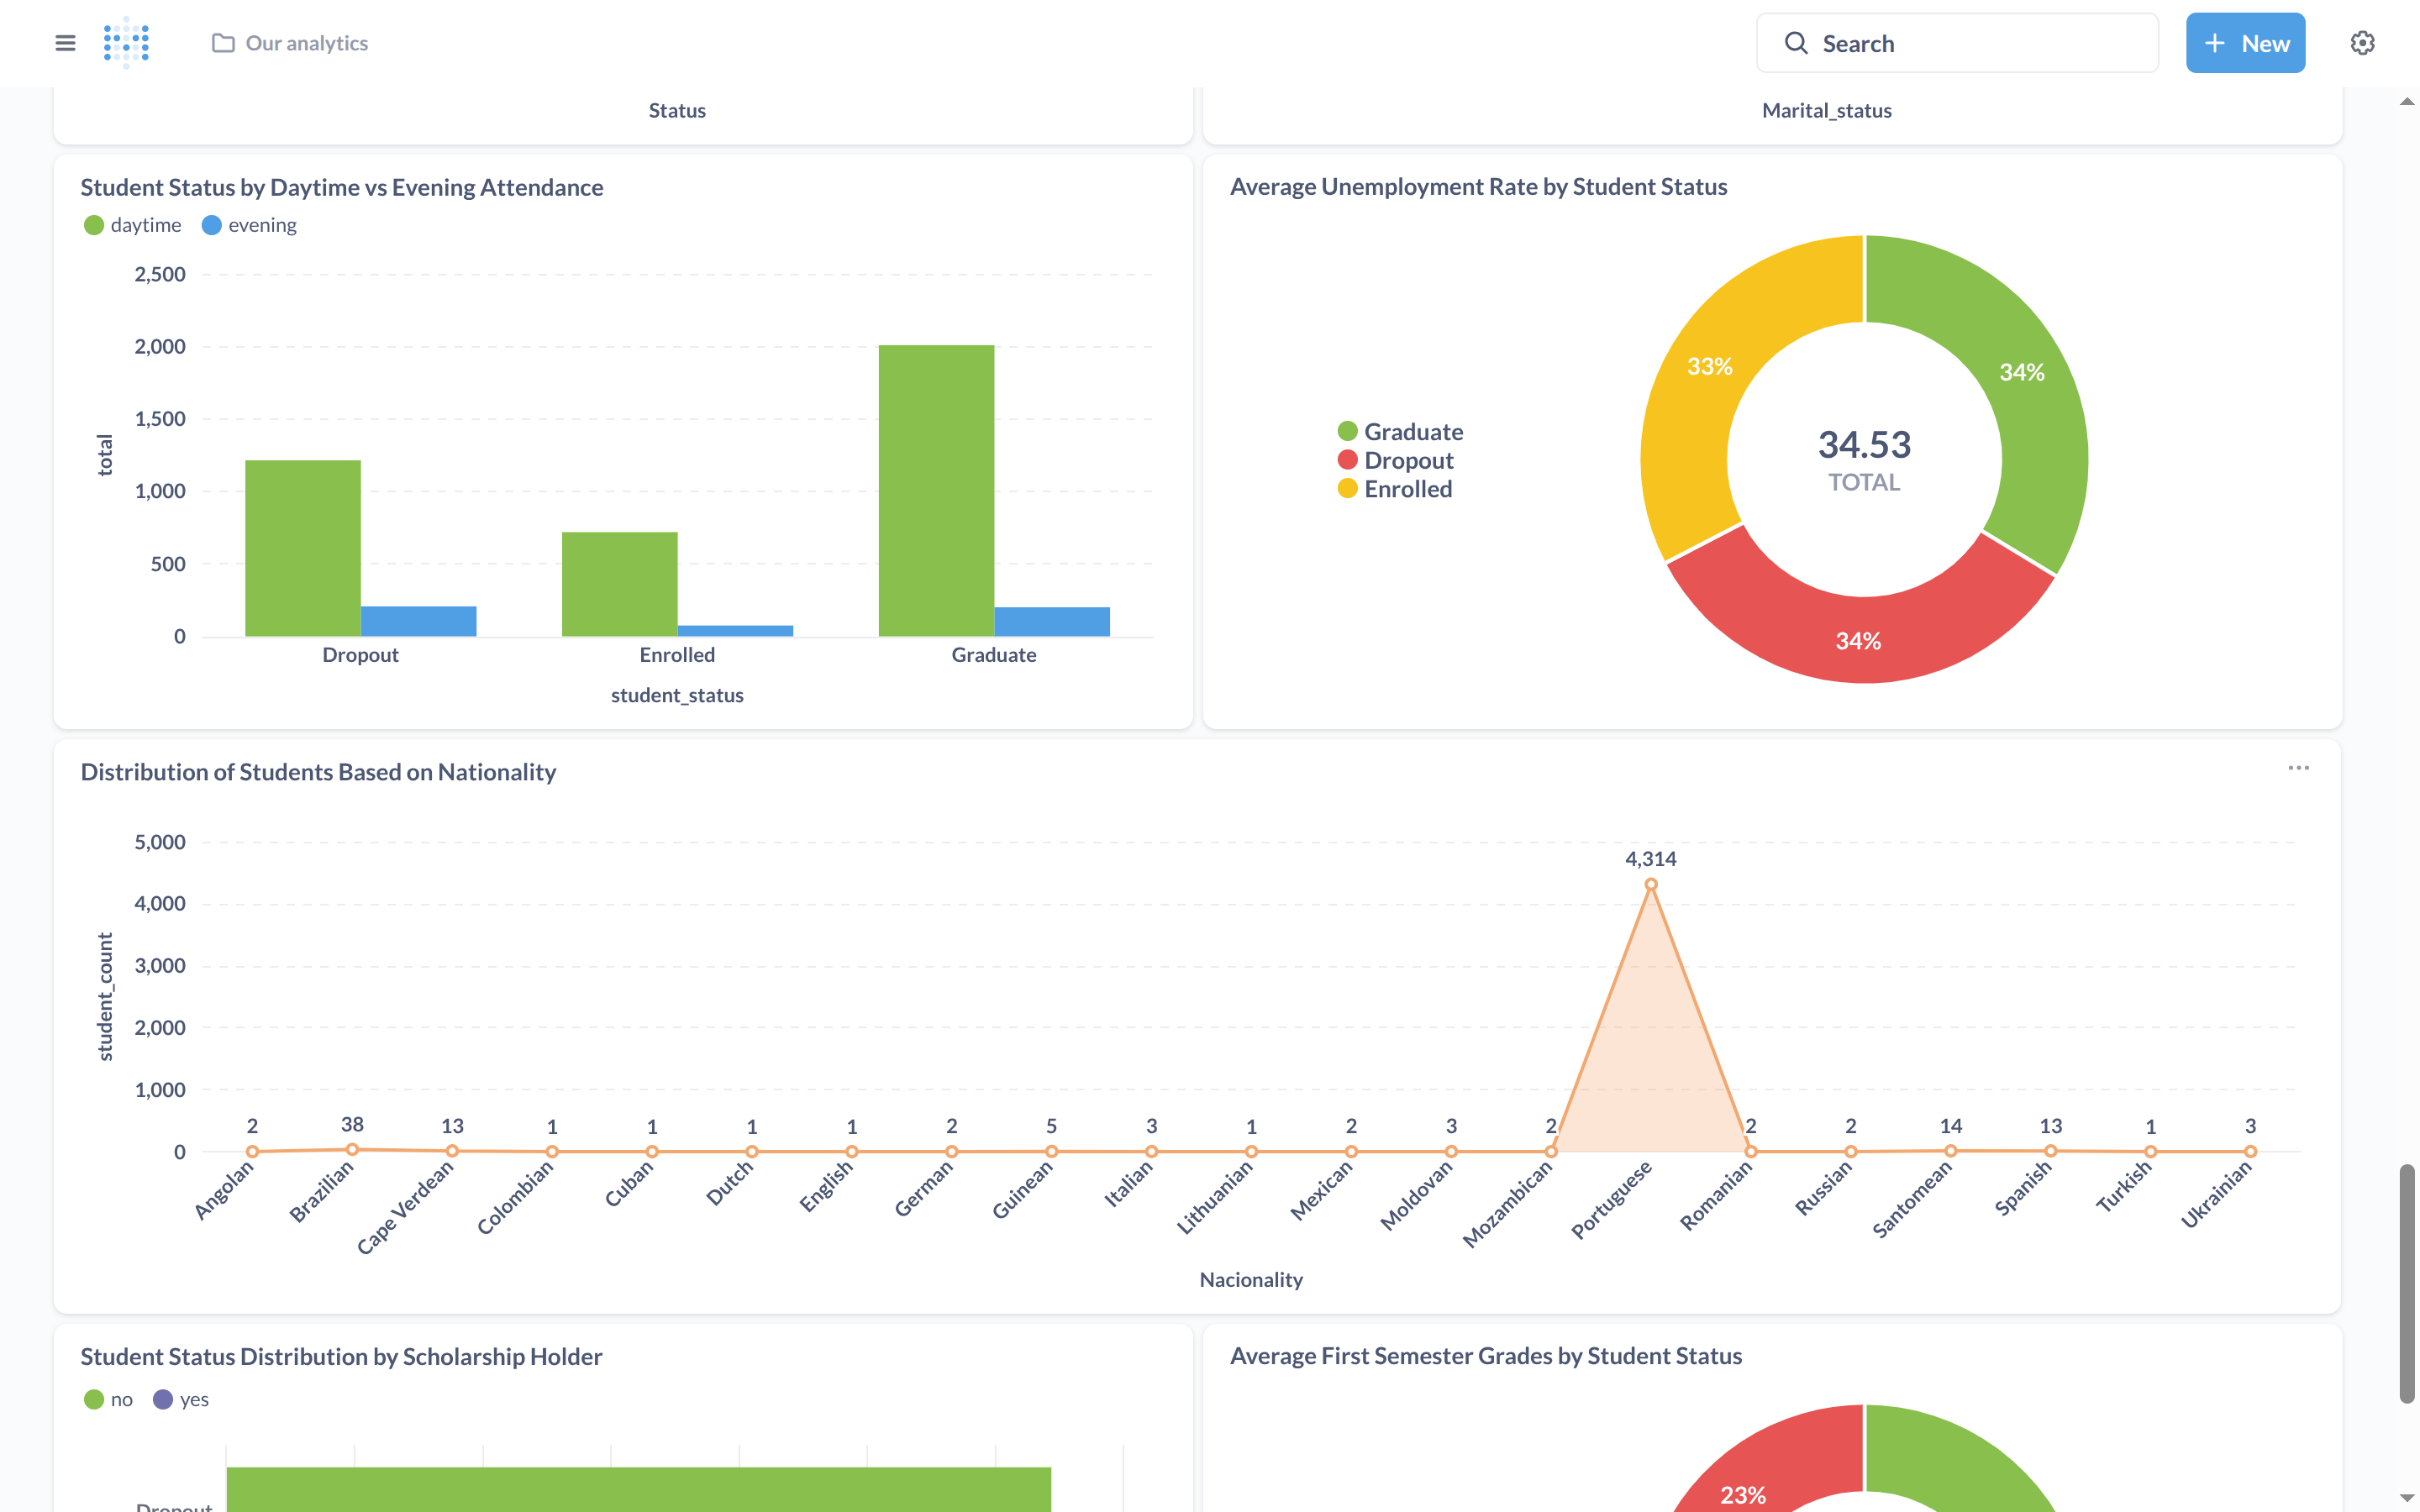 Our analytics
Search
New
Status
Marital_status
Student Status by Daytime vs Evening Attendance
daytime
evening
2,500
2,000
1,500
1,000
500
0
total
Dropout
Enrolled
Graduate
student_status
Average Unemployment Rate by Student Status
Graduate
Dropout
Enrolled
33%
34%
34%
34.53
TOTAL
Distribution of Students Based on Nationality
5,000
4,000
3,000
2,000
1,000
0
student_count
2
38
13
1
1
1
1
2
5
3
1
2
3
2
4,314
2
2
14
13
1
3
Angolan
Brazilian
Cape Verdean
Colombian
Cuban
Dutch
English
German
Guinean
Italian
Lithuanian
Mexican
Moldovan
Mozambican
Portuguese
Romanian
Russian
Santomean
Spanish
Turkish
Ukrainian
Nacionality
Student Status Distribution by Scholarship Holder
no
yes
Dropout
Average First Semester Grades by Student Status
23%